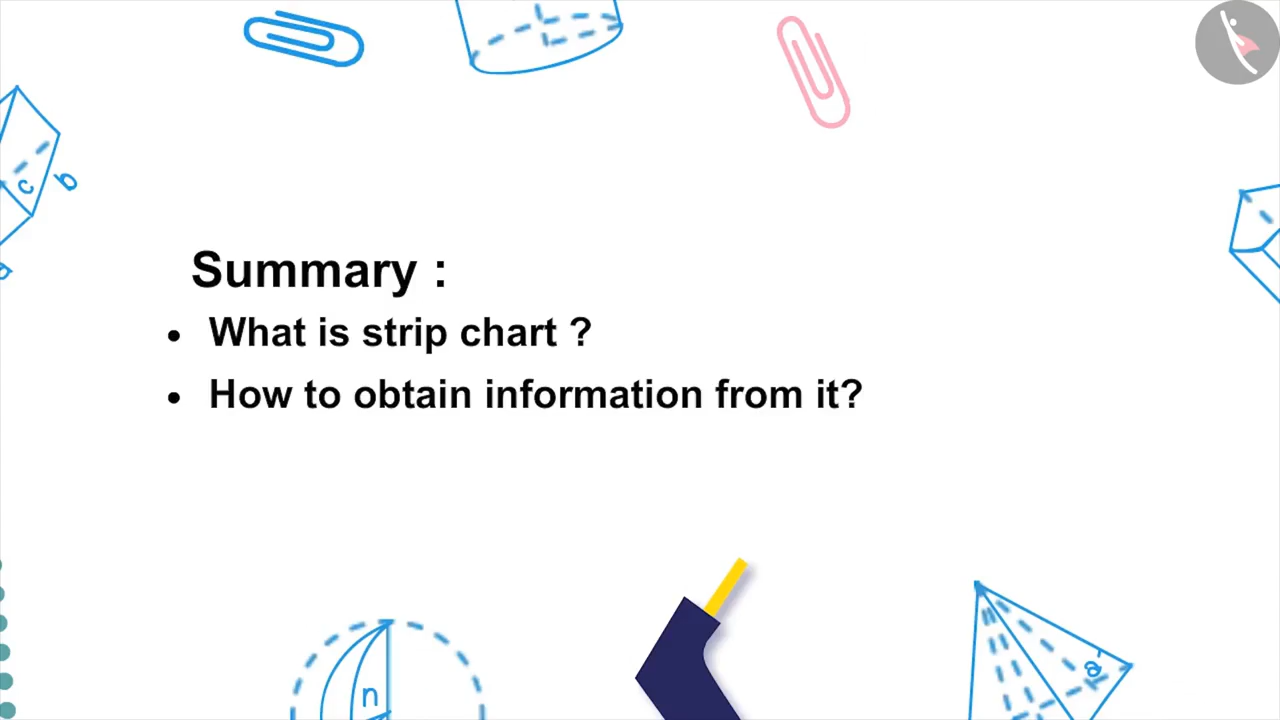 Summary :
• What is strip chart ?
• How to obtain information from it?
c
b
a
n
a